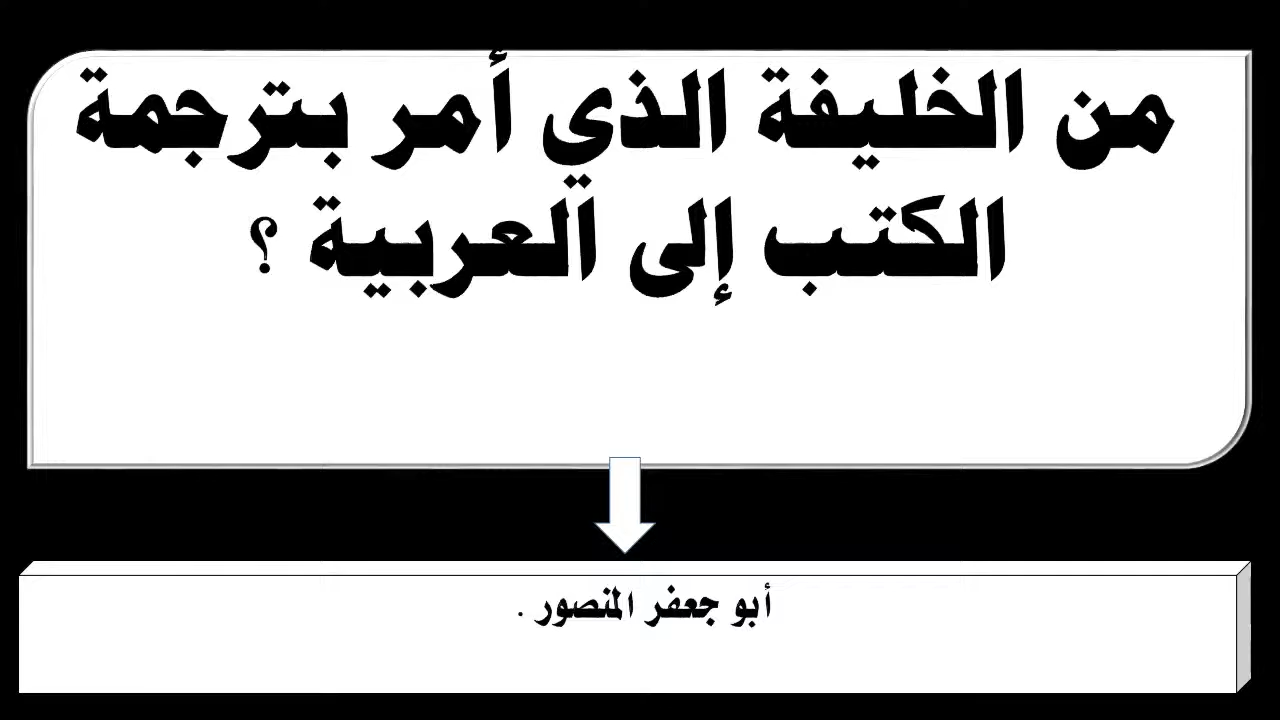 من الخليفة الذي أمر بترجمة
الكتب إلى العربية ؟
أبو جعفر المنصور .